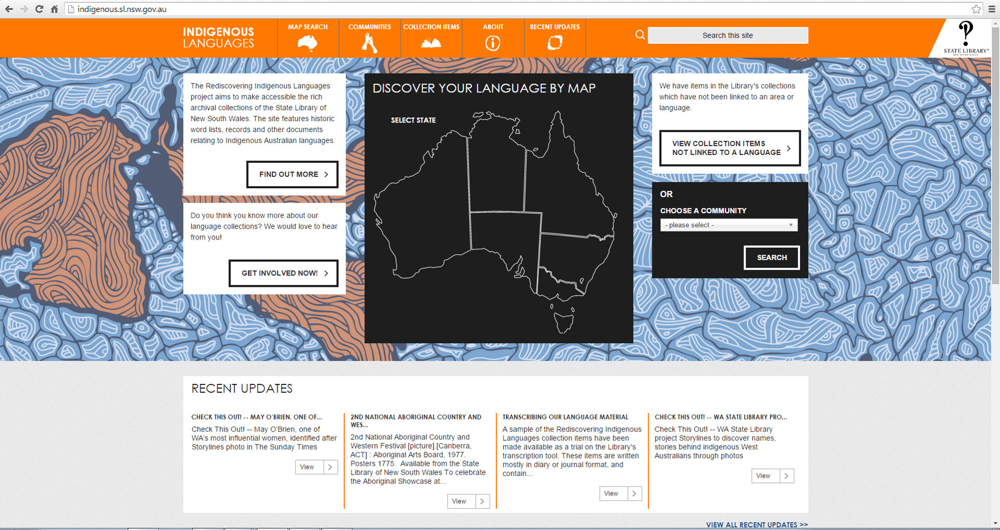 indigenous.sl.nsw.gov.au
INDIGENOUS
LANGUAGES
MAP SEARCH
COMMUNITIES
COLLECTION ITEMS
ABOUT
RECENT UPDATES
Search this site
STATE LIBRARY®
NEW SOUTH WALES
The Rediscovering Indigenous Languages
project aims to make accessible the rich
archival collections of the State Library of
New South Wales. The site features historic
word lists, records and other documents
relating to Indigenous Australian languages.
FIND OUT MORE >
Do you think you know more about our
language collections? We would love to hear
from you!
GET INVOLVED NOW! >
DISCOVER YOUR LANGUAGE BY MAP
SELECT STATE
We have items in the Library's collections
which have not been linked to an area or
language.
VIEW COLLECTION ITEMS
NOT LINKED TO A LANGUAGE >
OR
CHOOSE A COMMUNITY
- please select -
SEARCH
RECENT UPDATES
CHECK THIS OUT! -- MAY O'BRIEN, ONE OF...
Check This Out! -- May O'Brien, one of
WA's most influential women, identified after
Storylines photo in The Sunday Times
View >
2ND NATIONAL ABORIGINAL COUNTRY AND
WES...
2nd National Aboriginal Country and
Western Festival [picture].[Canberra,
ACT] : Aboriginal Arts Board, 1977.
Posters 1775.  Available from the State
Library of New South Wales To celebrate
the Aboriginal Showcase at...
View >
TRANSCRIBING OUR LANGUAGE MATERIAL
A sample of the Rediscovering Indigenous
Languages collection items have been
made available as a trial on the Library's
transcription tool. These items are written
mostly in diary or journal format, and
contain...
View >
CHECK THIS OUT! -- WA STATE LIBRARY PRO...
Check This Out! -- WA State Library
project Storylines to discover names,
stories behind indigenous West
Australians through photos
View >
VIEW ALL RECENT UPDATES >>